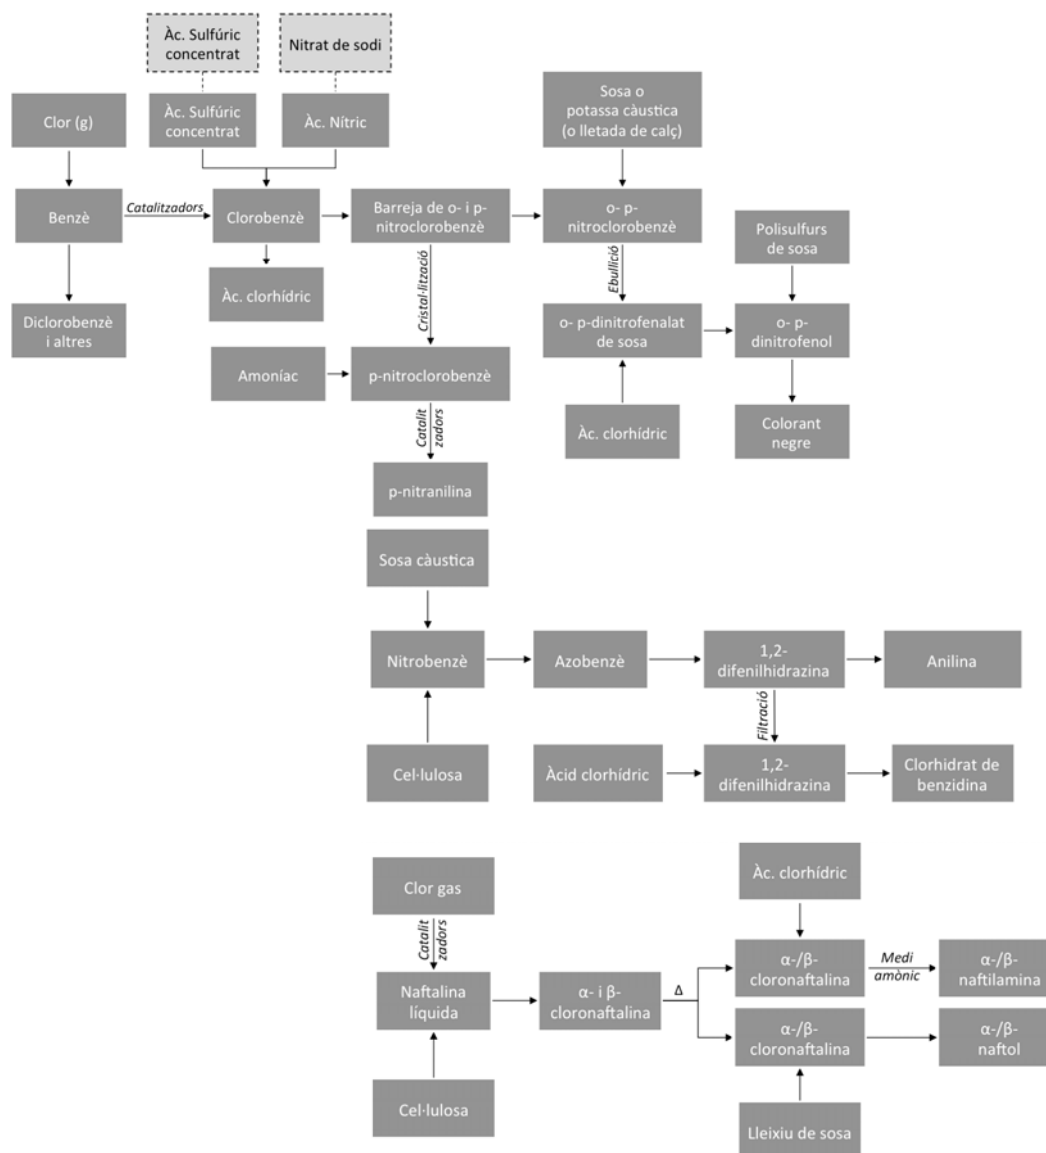 Àc. Sulfúric
concentrat
Nitrat de sodi
Clor (g)
Àc. Sulfúric
concentrat
Àc. Nítric
Sosa o
potassa càustica
(o lletada de calç)
Benzè
Catalitzadors
Clorobenzè
Barreja de o- i p-
nitroclorobenzè
o- p-
nitroclorobenzè
Polisulfurs
de sosa
Àc. clorhídric
Cristal·lització
Ebullició
Diclorobenzè
i altres
o- p-dinitrofenalat
de sosa
o- p-
dinitrofenol
Amoníac
p-nitroclorobenzè
Catalit
zadors
Àc. clorhídric
Colorant
negre
p-nitranilina
Sosa càustica
Nitrobenzè
Azobenzè
1,2-
difenilhidrazina
Anilina
Filtració
Cel·lulosa
Àcid clorhídric
1,2-
difenilhidrazina
Clorhidrat de
benzidina
Clor gas
Àc. clorhídric
Catalit
zadors
Naftalina
líquida
α- i β-
cloronaftalina
Δ
α-/β-
cloronaftalina
Medi
amònic
α-/β-
naftilamina
α-/β-
cloronaftalina
α-/β-
naftol
Cel·lulosa
Lleixiu de sosa